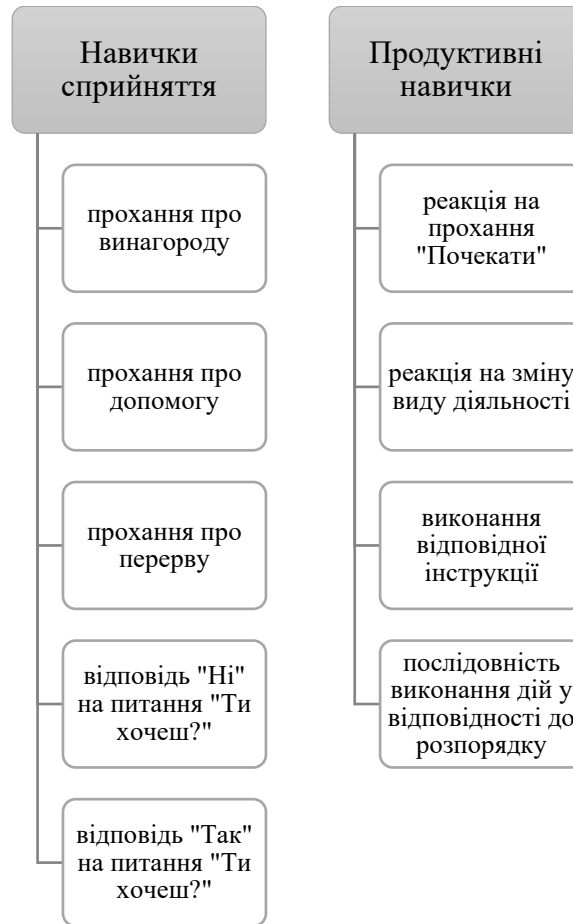 Навички
сприйняття
прохання про
винагороду
прохання про
допомогу
прохання про
перерву
відповідь "Ні"
на питання "Ти
хочеш?"
відповідь "Так"
на питання "Ти
хочеш?"
Продуктивні
навички
реакція на
прохання
"Почекати"
реакція на зміну
виду діяльності
виконання
відповідної
інструкції
послідовність
виконання дій у
відповідності до
розпорядку